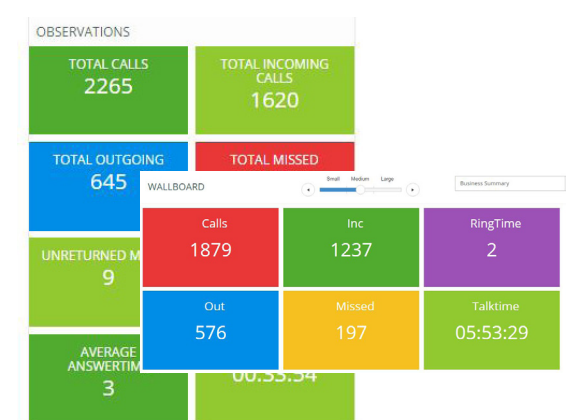 OBSERVATIONS
TOTAL CALLS
2265
TOTAL INCOMING
CALLS
1620
TOTAL OUTGOING
645
TOTAL MISSED
UNRETURNED
9
AVERAGE
3
WALLBOARD
Small Medium Large
Business Summary
Calls
1879
Inc
1237
RingTime
2
Out
576
Missed
197
Talktime
05:53:29